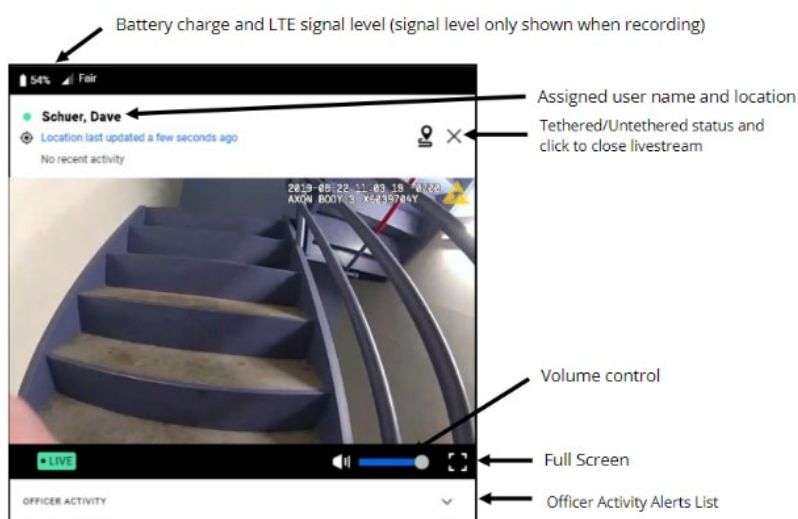 Battery charge and LTE signal level (signal level only shown when recording)
54% Fair
Schuer, Dave
Assigned user name and location
Location last updated a few seconds ago
Tethered/Untethered status and
click to close livestream
No recent activity
2019-08-22 11:03:19 -0700
AXON BODY 3 X6039704Y
Volume control
LIVE
Full Screen
OFFICER ACTIVITY
Officer Activity Alerts List